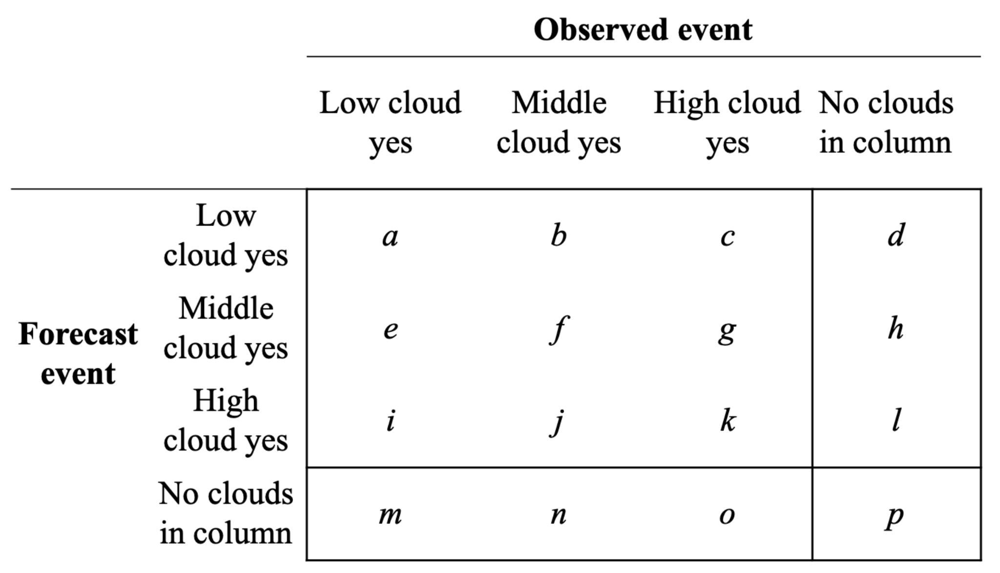 Observed event
Low cloud Middle High cloud No clouds
yes cloud yes yes in column
Low
cloud yes
a b c d
Middle
cloud yes
e f g h
Forecast
event
High
cloud yes
i j k l
No clouds
in column
m n o p